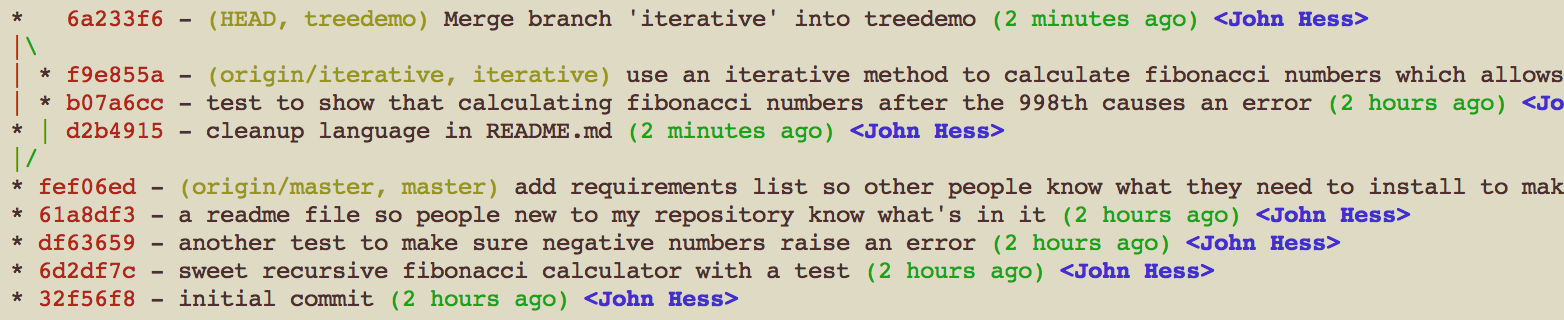 *   6a233f6 - (HEAD, treedemo) Merge branch 'iterative' into treedemo (2 minutes ago) <John Hess>
|\
| * f9e855a - (origin/iterative, iterative) use an iterative method to calculate fibonacci numbers which allows
| * b07a6cc - test to show that calculating fibonacci numbers after the 998th causes an error (2 hours ago) <Jo
* | d2b4915 - cleanup language in README.md (2 minutes ago) <John Hess>
|/
* fef06ed - (origin/master, master) add requirements list so other people know what they need to install to mak
* 61a8df3 - a readme file so people new to my repository know what's in it (2 hours ago) <John Hess>
* df63659 - another test to make sure negative numbers raise an error (2 hours ago) <John Hess>
* 6d2df7c - sweet recursive fibonacci calculator with a test (2 hours ago) <John Hess>
* 32f56f8 - initial commit (2 hours ago) <John Hess>